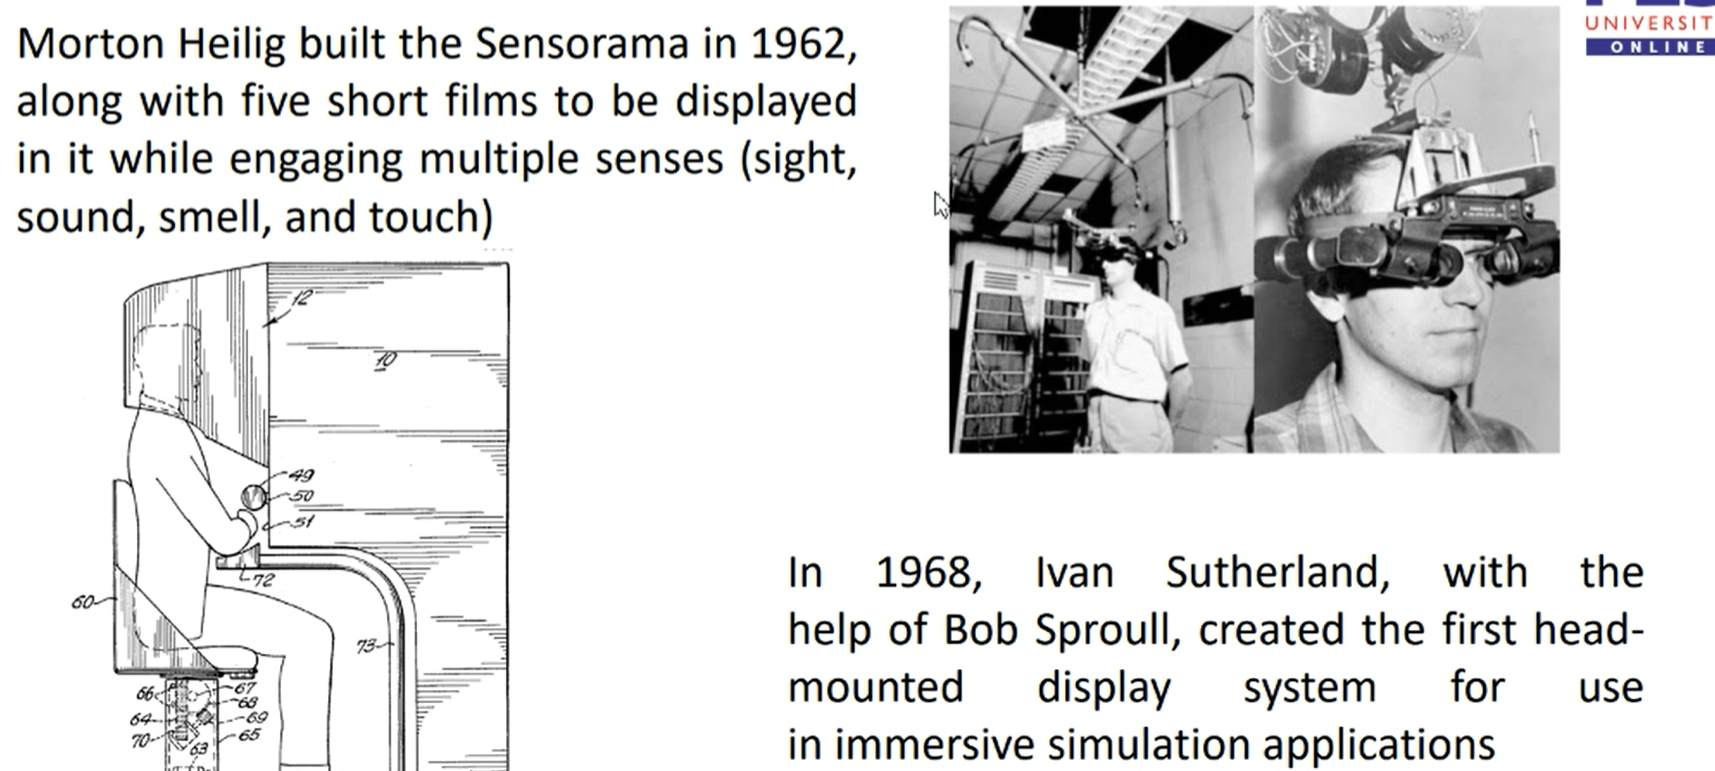 Morton Heilig built the Sensorama in 1962,
along with five short films to be displayed
in it while engaging multiple senses (sight,
sound, smell, and touch)
UNIVERSIT
ONLINE
12
10
49
50
51
72
60
73
66
67
68
64
69
70
63
65
In 1968, Ivan Sutherland, with the
help of Bob Sproull, created the first head-
mounted display system for use
in immersive simulation applications